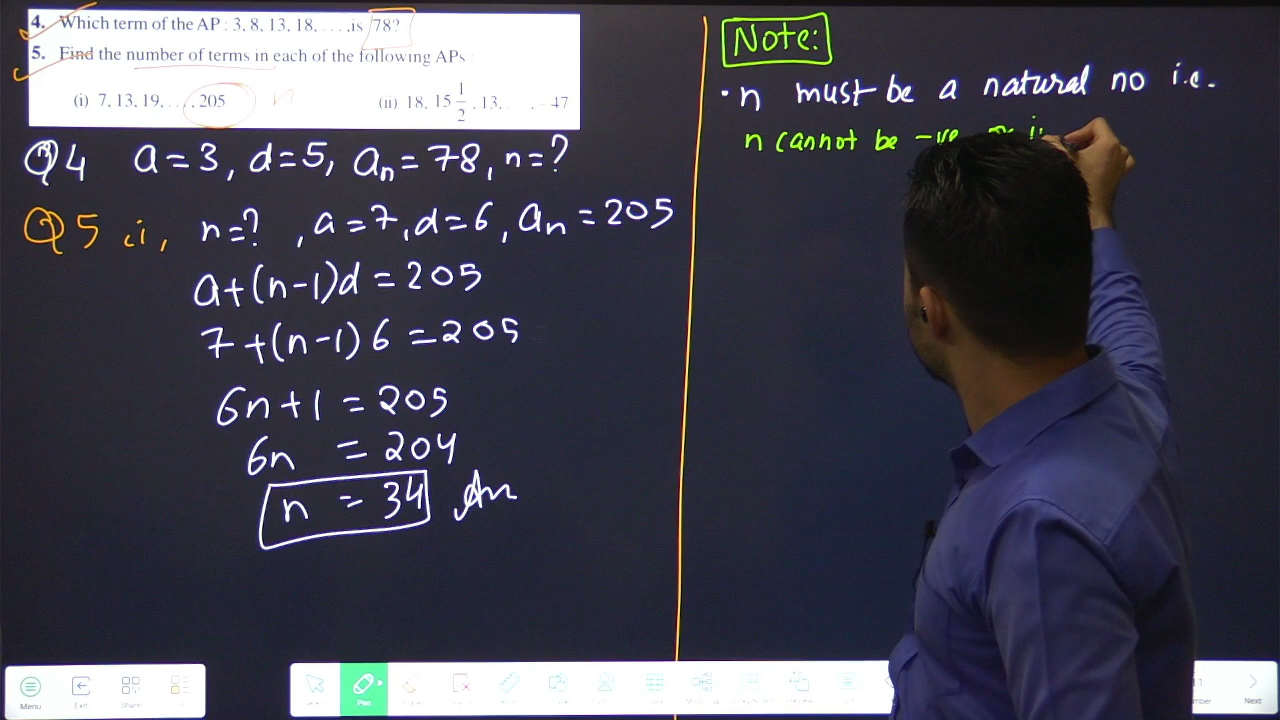 4. Which term of the AP : 3, 8, 13, 18, . . . ,is 78?
5. Find the number of terms in each of the following APs :
(i) 7, 13, 19, . . . , 205 n (ii) 18, 15 1/2, 13, . . . , – 47
Q4 a = 3, d = 5, an = 78, n = ?
Q5 i, n = ?, a = 7, d = 6, an = 205
a + (n – 1)d = 205
7 + (n – 1) 6 = 205
6n + 1 = 205
6n = 204
n = 34 An
Note:
• n must be a natural no i.e.
n cannot be –ve or
Menu Exit Share Pen Next